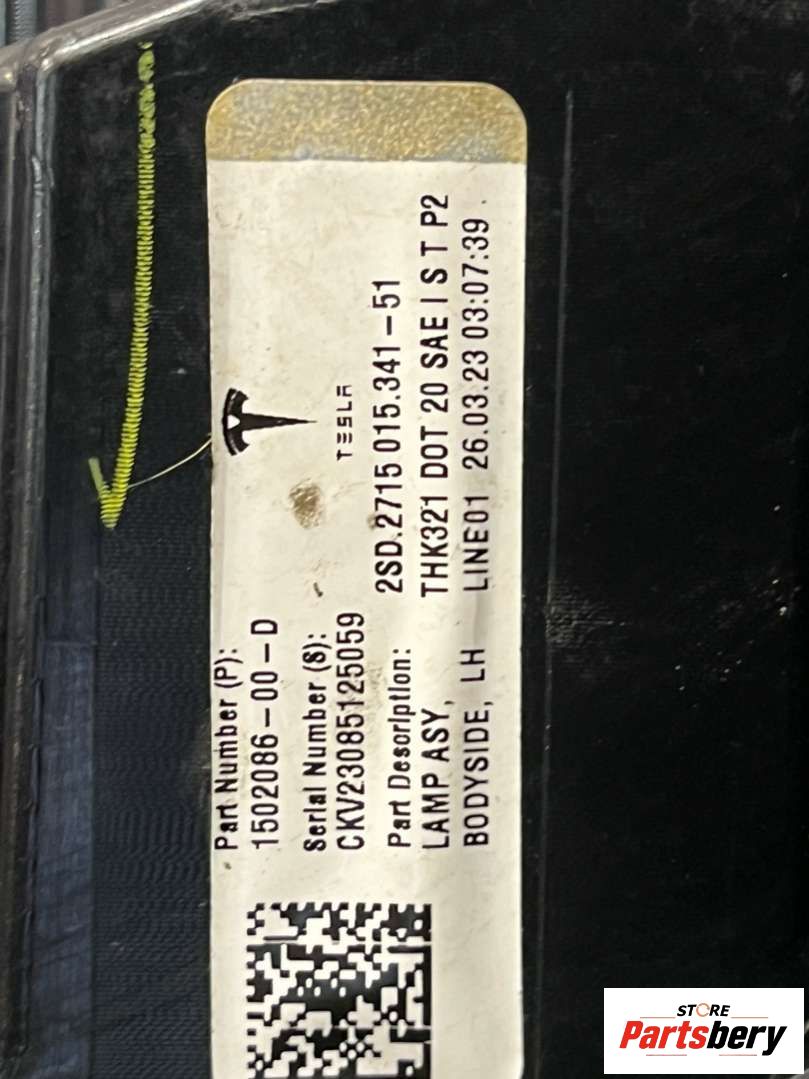 Part Number (P):
1502086-00-D
Serial Number (S):
CKV23085125059
TESLA
Part Description:
LAMP ASY,
BODYSIDE, LH
2SD.2715 015.341-51
THK321 DOT 20 SAE I S T P2
LINE01 26.03.23 03:07:39
STORE
Partsbery